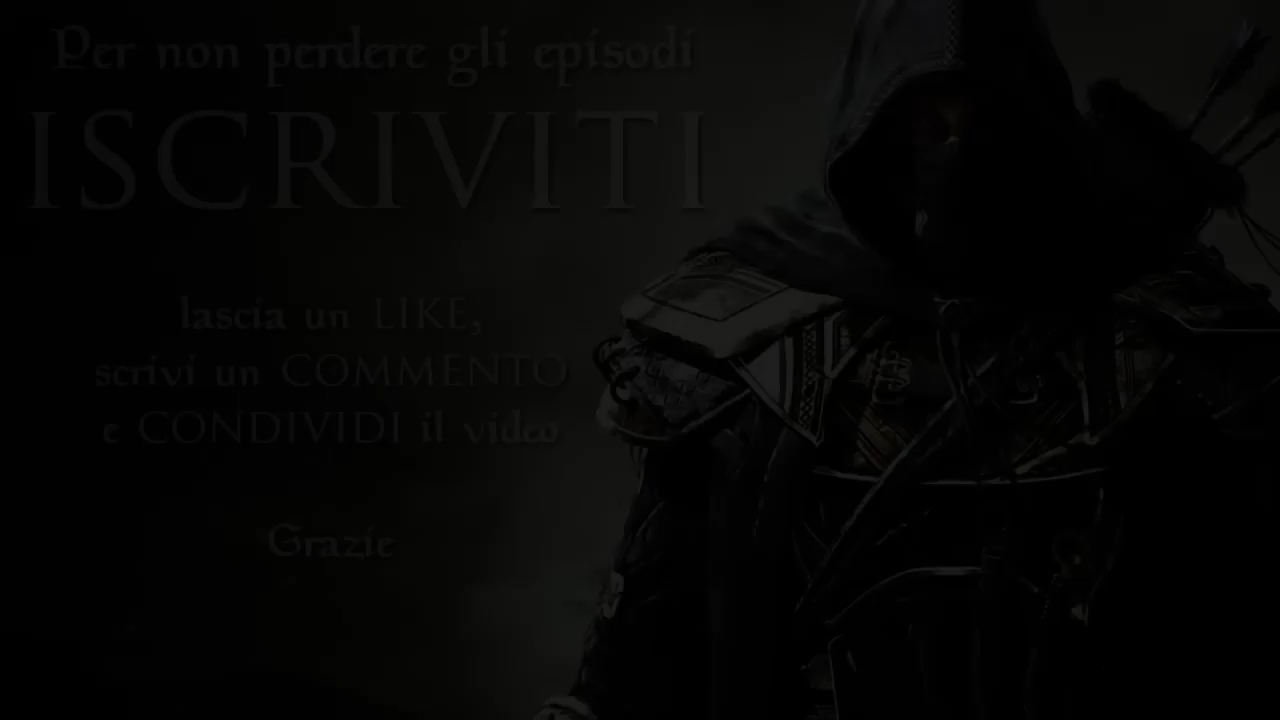 Per non perdere gli episodi
ISCRIVITI
lascia un LIKE,
scrivi un COMMENTO
e CONDIVIDI il video
Grazie